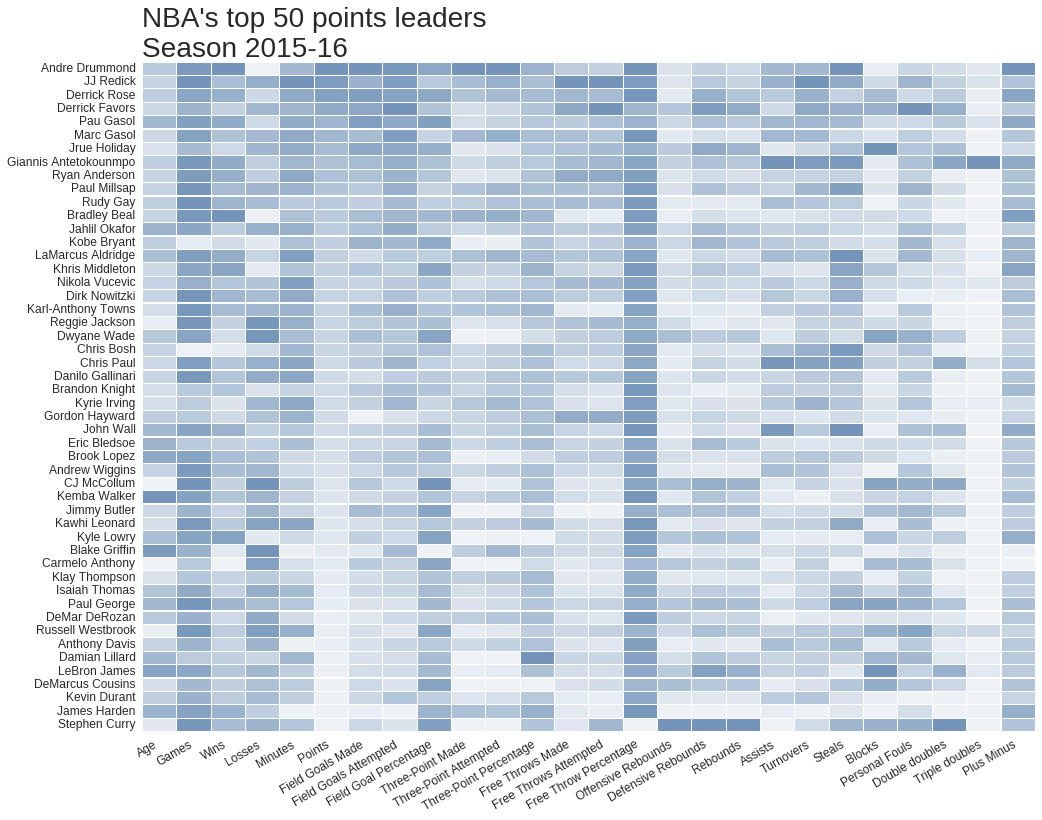 NBA's top 50 points leaders
Season 2015-16
Andre Drummond
JJ Redick
Derrick Rose
Derrick Favors
Pau Gasol
Marc Gasol
Jrue Holiday
Giannis Antetokounmpo
Ryan Anderson
Paul Millsap
Rudy Gay
Bradley Beal
Jahlil Okafor
Kobe Bryant
LaMarcus Aldridge
Khris Middleton
Nikola Vucevic
Dirk Nowitzki
Karl-Anthony Towns
Reggie Jackson
Dwyane Wade
Chris Bosh
Chris Paul
Danilo Gallinari
Brandon Knight
Kyrie Irving
Gordon Hayward
John Wall
Eric Bledsoe
Brook Lopez
Andrew Wiggins
CJ McCollum
Kemba Walker
Jimmy Butler
Kawhi Leonard
Kyle Lowry
Blake Griffin
Carmelo Anthony
Klay Thompson
Isaiah Thomas
Paul George
DeMar DeRozan
Russell Westbrook
Anthony Davis
Damian Lillard
LeBron James
DeMarcus Cousins
Kevin Durant
James Harden
Stephen Curry
Age
Games
Wins
Losses
Minutes
Points
Field Goals Made
Field Goals Attempted
Field Goal Percentage
Three-Point Made
Three-Point Attempted
Three-Point Percentage
Free Throws Made
Free Throws Attempted
Free Throw Percentage
Offensive Rebounds
Defensive Rebounds
Rebounds
Assists
Turnovers
Steals
Blocks
Personal Fouls
Double doubles
Triple doubles
Plus Minus